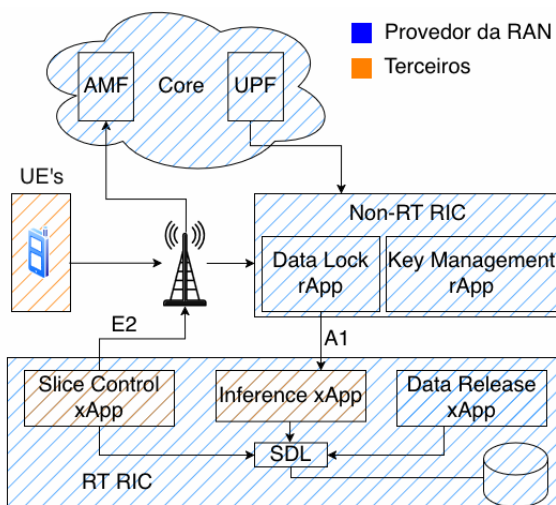 Provedor da RAN
Terceiros
AMF
Core
UPF
UE's
Non-RT RIC
Data Lock
rApp
Key Management
rApp
E2
A1
Slice Control
xApp
Inference xApp
Data Release
xApp
SDL
RT RIC